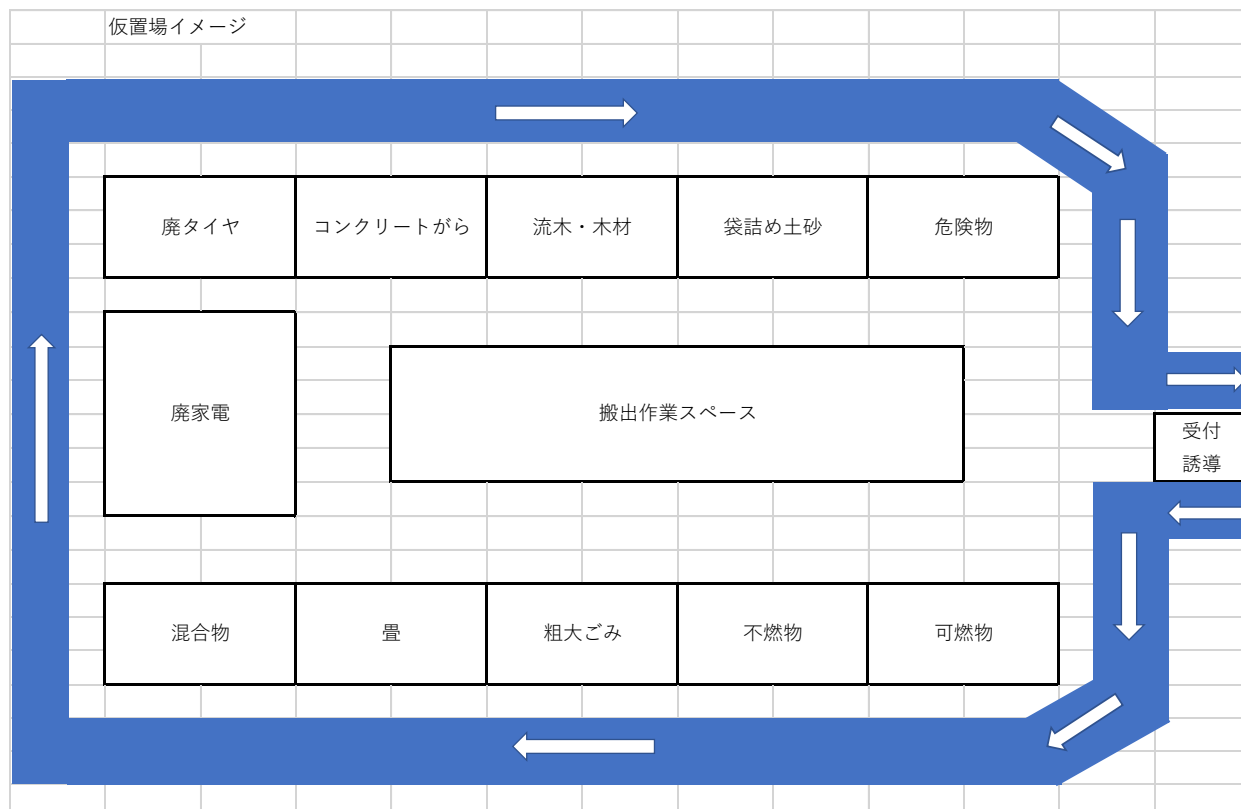 仮置場イメージ
廃タイヤ
コンクリートがら
流木・木材
袋詰め土砂
危険物
廃家電
搬出作業スペース
受付
誘導
混合物
畳
粗大ごみ
不燃物
可燃物